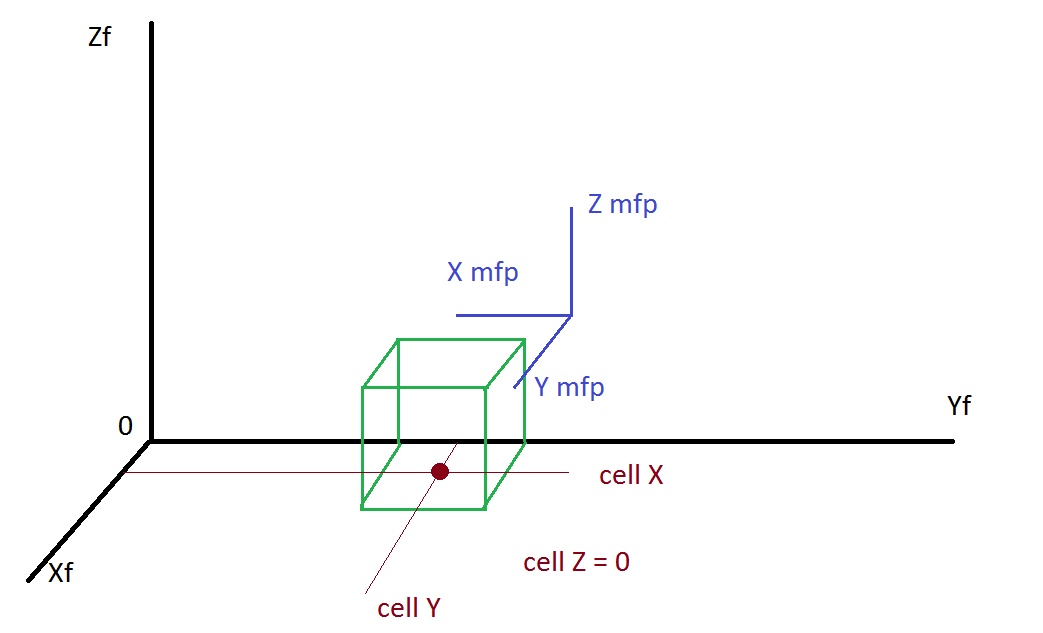 Zf
Z mfp
X mfp
Y mfp
Yf
0
cell X
cell Z = 0
Xf
cell Y